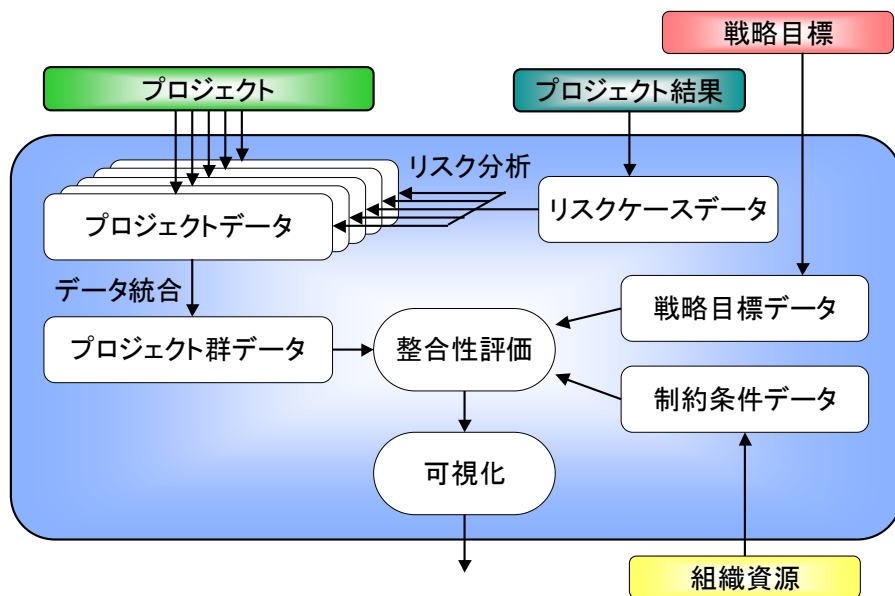 戦略目標
プロジェクト
プロジェクト結果
リスク分析
リスクケースデータ
プロジェクトデータ
データ統合
戦略目標データ
プロジェクト群データ
整合性評価
制約条件データ
可視化
組織資源